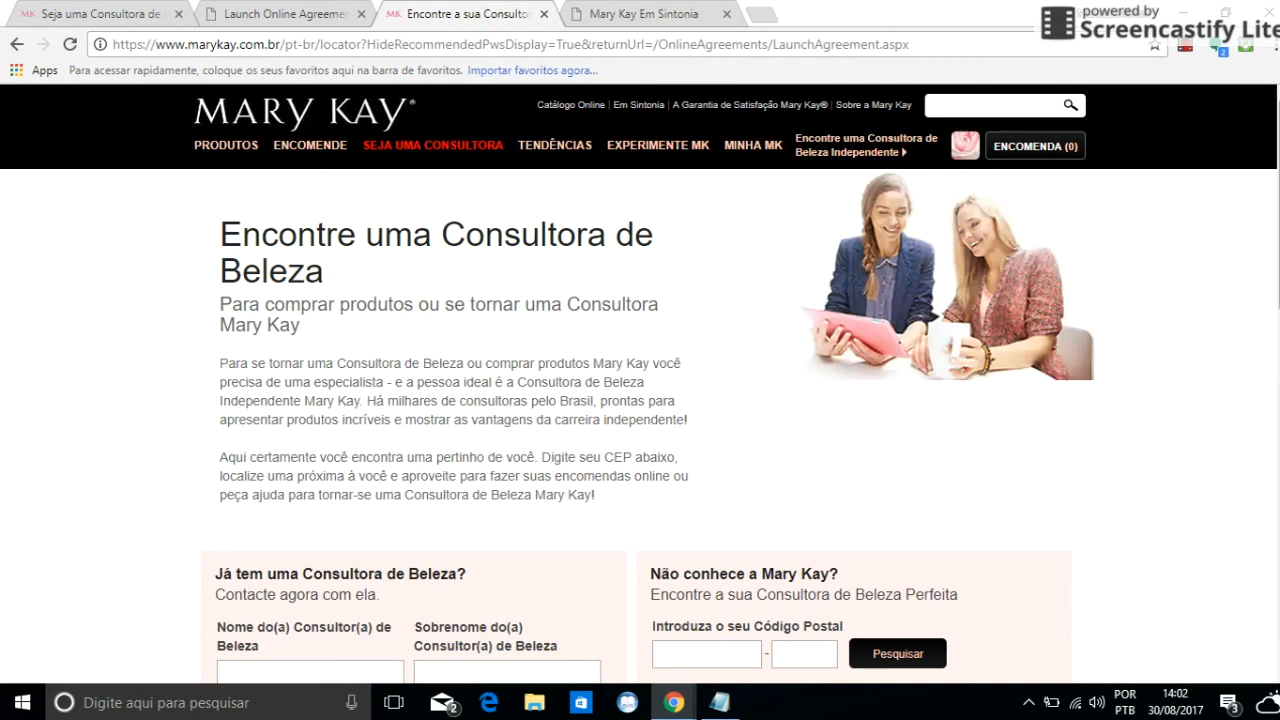 Seja uma Consultora de
Launch Online Agreemen
Encontre a sua Consultor
Mary Kay Em Sintonia
powered by
Screencastify Lite
https://www.marykay.com.br/pt-br/locator?HideRecommendedPwsDisplay=True&returnUrl=/OnlineAgreements/LaunchAgreement.aspx
Apps
Para acessar rapidamente, coloque os seus favoritos aqui na barra de favoritos. Importar favoritos agora...
MARY KAY®
Catálogo Online | Em Sintonia | A Garantia de Satisfação Mary Kay® | Sobre a Mary Kay
PRODUTOS ENCOMENDE SEJA UMA CONSULTORA TENDÊNCIAS EXPERIMENTE MK MINHA MK
Encontre uma Consultora de
Beleza Independente
ENCOMENDA (0)
Encontre uma Consultora de
Beleza
Para comprar produtos ou se tornar uma Consultora
Mary Kay
Para se tornar uma Consultora de Beleza ou comprar produtos Mary Kay você
precisa de uma especialista - e a pessoa ideal é a Consultora de Beleza
Independente Mary Kay. Há milhares de consultoras pelo Brasil, prontas para
apresentar produtos incríveis e mostrar as vantagens da carreira independente!
Aqui certamente você encontra uma pertinho de você. Digite seu CEP abaixo,
localize uma próxima à você e aproveite para fazer suas encomendas online ou
peça ajuda para tornar-se uma Consultora de Beleza Mary Kay!
Já tem uma Consultora de Beleza?
Contacte agora com ela.
Nome do(a) Consultor(a) de
Beleza
Sobrenome do(a)
Consultor(a) de Beleza
Não conhece a Mary Kay?
Encontre a sua Consultora de Beleza Perfeita
Introduza o seu Código Postal
-
Pesquisar
Digite aqui para pesquisar
2
POR
PTB
14:02
30/08/2017
3